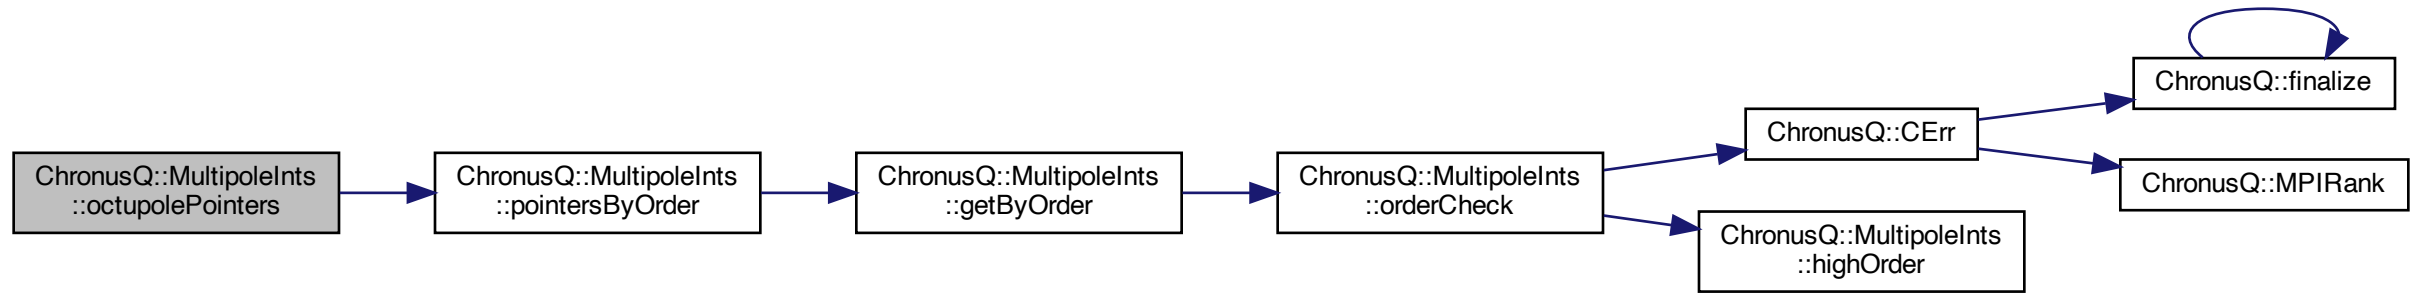 ChronusQ::MultipoleInts
::octupolePointers
ChronusQ::MultipoleInts
::pointersByOrder
ChronusQ::MultipoleInts
::getByOrder
ChronusQ::MultipoleInts
::orderCheck
ChronusQ::CErr
ChronusQ::finalize
ChronusQ::MPIRank
ChronusQ::MultipoleInts
::highOrder